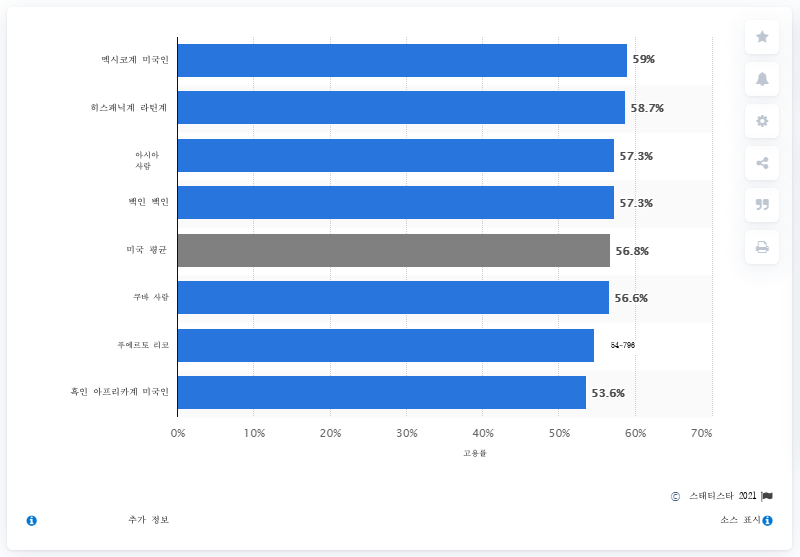 멕시코계 미국인
59%
히스패닉계 라틴계
58.7%
아시아
사람
57.3%
백인 백인
57.3%
미국 평균
56.8%
쿠바 사람
56.6%
푸에르토 리코
54-796
흑인 아프리카계 미국인
53.6%
0% 10% 20% 30% 40% 50% 60% 70%
고용률
© 스태티스타 2021
추가 정보
소스 표시